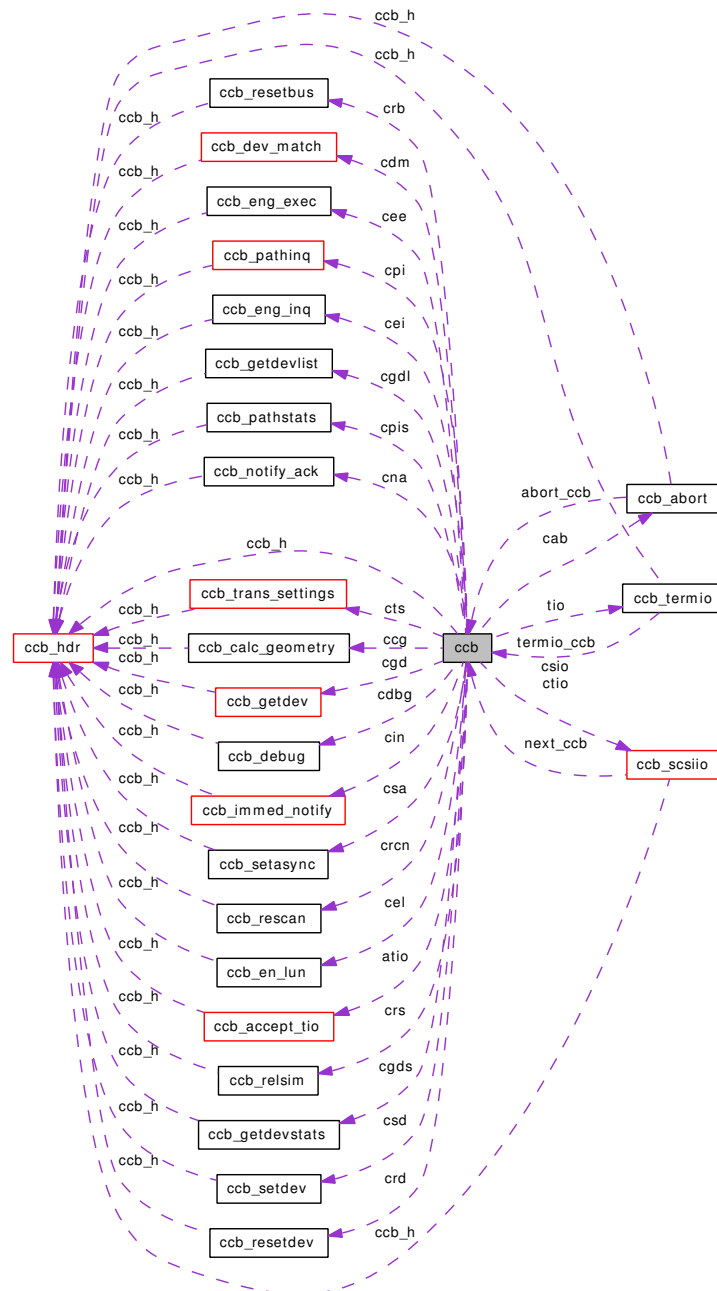 ccb_h
ccb_h
ccb_resetbus
crb
ccb_h
ccb_dev_match
cdm
ccb_h
ccb_eng_exec
cee
ccb_h
ccb_pathinq
cpi
ccb_h
ccb_eng_inq
cei
ccb_h
ccb_getdevlist
cgdl
ccb_h
ccb_pathstats
cpis
ccb_h
ccb_notify_ack
cna
ccb_h
abort_ccb
ccb_abort
cab
ccb_h
ccb_trans_settings
cts
tio
ccb_termio
ccb_h
ccb_hdr
ccb_h
ccb_calc_geometry
ccg
ccb
termio_ccb
ccb_h
cgd
csio
ctio
ccb_h
ccb_getdev
cdbg
ccb_h
ccb_debug
cin
next_ccb
ccb_scsiio
ccb_h
ccb_immed_notify
csa
ccb_h
ccb_setasync
crcn
ccb_h
ccb_rescan
cel
ccb_h
ccb_en_lun
atio
ccb_h
ccb_accept_tio
crs
ccb_h
ccb_relsim
cgds
ccb_h
ccb_getdevstats
csd
ccb_h
ccb_setdev
crd
ccb_resetdev
ccb_h